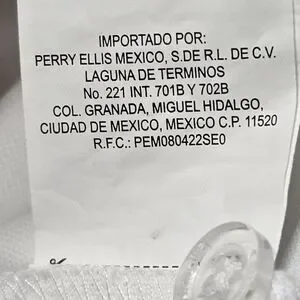 IMPORTADO POR:
PERRY ELLIS MEXICO, S.DE R.L. DE C.V.
LAGUNA DE TERMINOS
No. 221 INT. 701B Y 702B
COL. GRANADA, MIGUEL HIDALGO,
CIUDAD DE MEXICO, MEXICO C.P. 11520
R.F.C.: PEM080422SE0